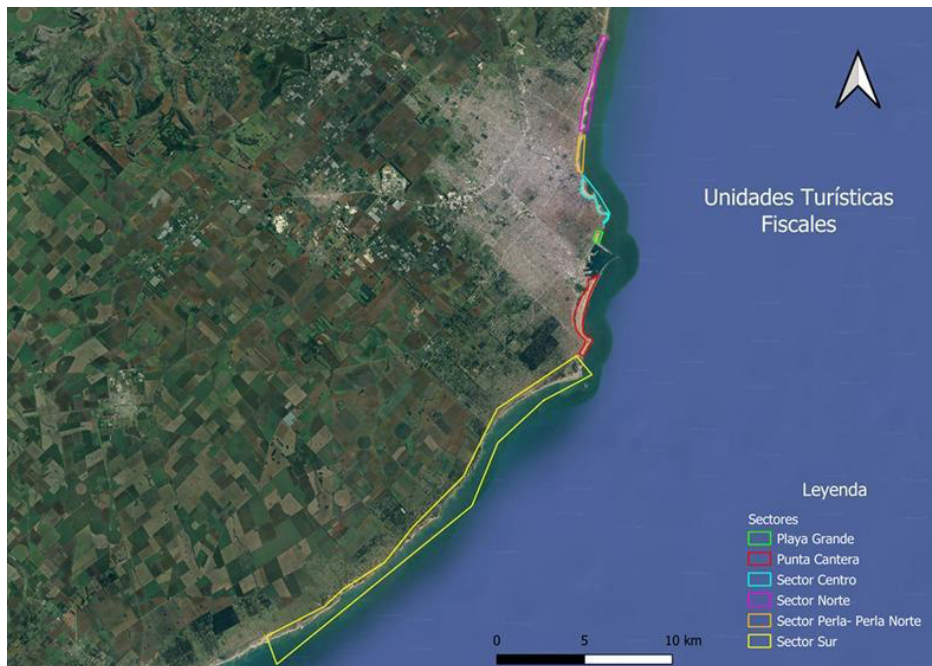 Unidades Turísticas
Fiscales
Leyenda
Sectores
Playa Grande
Punta Cantera
Sector Centro
Sector Norte
Sector Perla- Perla Norte
Sector Sur
0 5 10 km